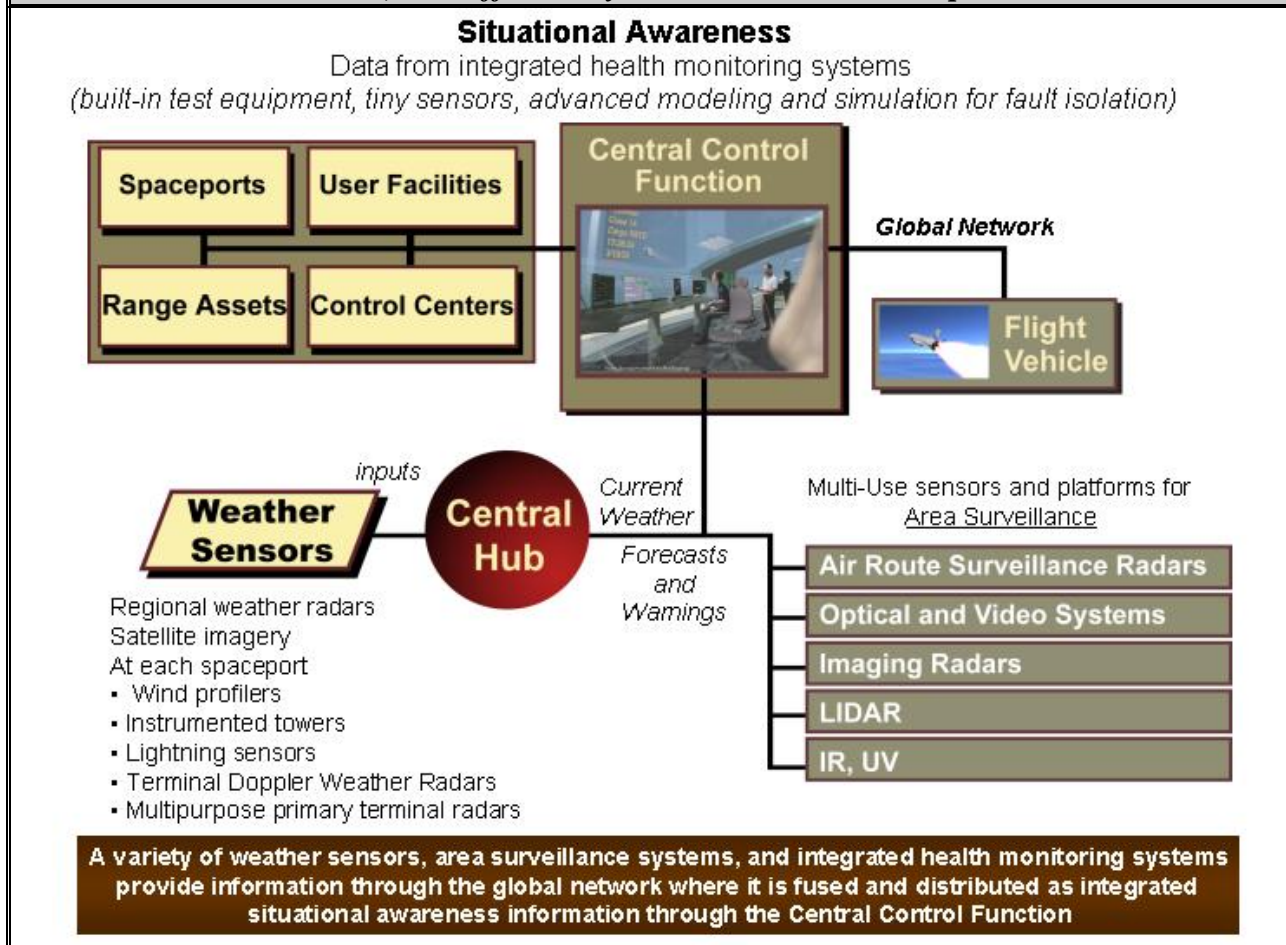 Situational Awareness
Data from integrated health monitoring systems
(built-in test equipment, tiny sensors, advanced modeling and simulation for fault isolation)
Spaceports
User Facilities
Range Assets
Control Centers
Central Control
Function
Global Network
Flight
Vehicle
inputs
Weather
Sensors
Central
Hub
Current
Weather
Forecasts
and
Warnings
Multi-Use sensors and platforms for
Area Surveillance
Air Route Surveillance Radars
Optical and Video Systems
Imaging Radars
LIDAR
IR, UV
Regional weather radars
Satellite imagery
At each spaceport
▪ Wind profilers
▪ Instrumented towers
▪ Lightning sensors
▪ Terminal Doppler Weather Radars
▪ Multipurpose primary terminal radars
A variety of weather sensors, area surveillance systems, and integrated health monitoring systems
provide information through the global network where it is fused and distributed as integrated
situational awareness information through the Central Control Function